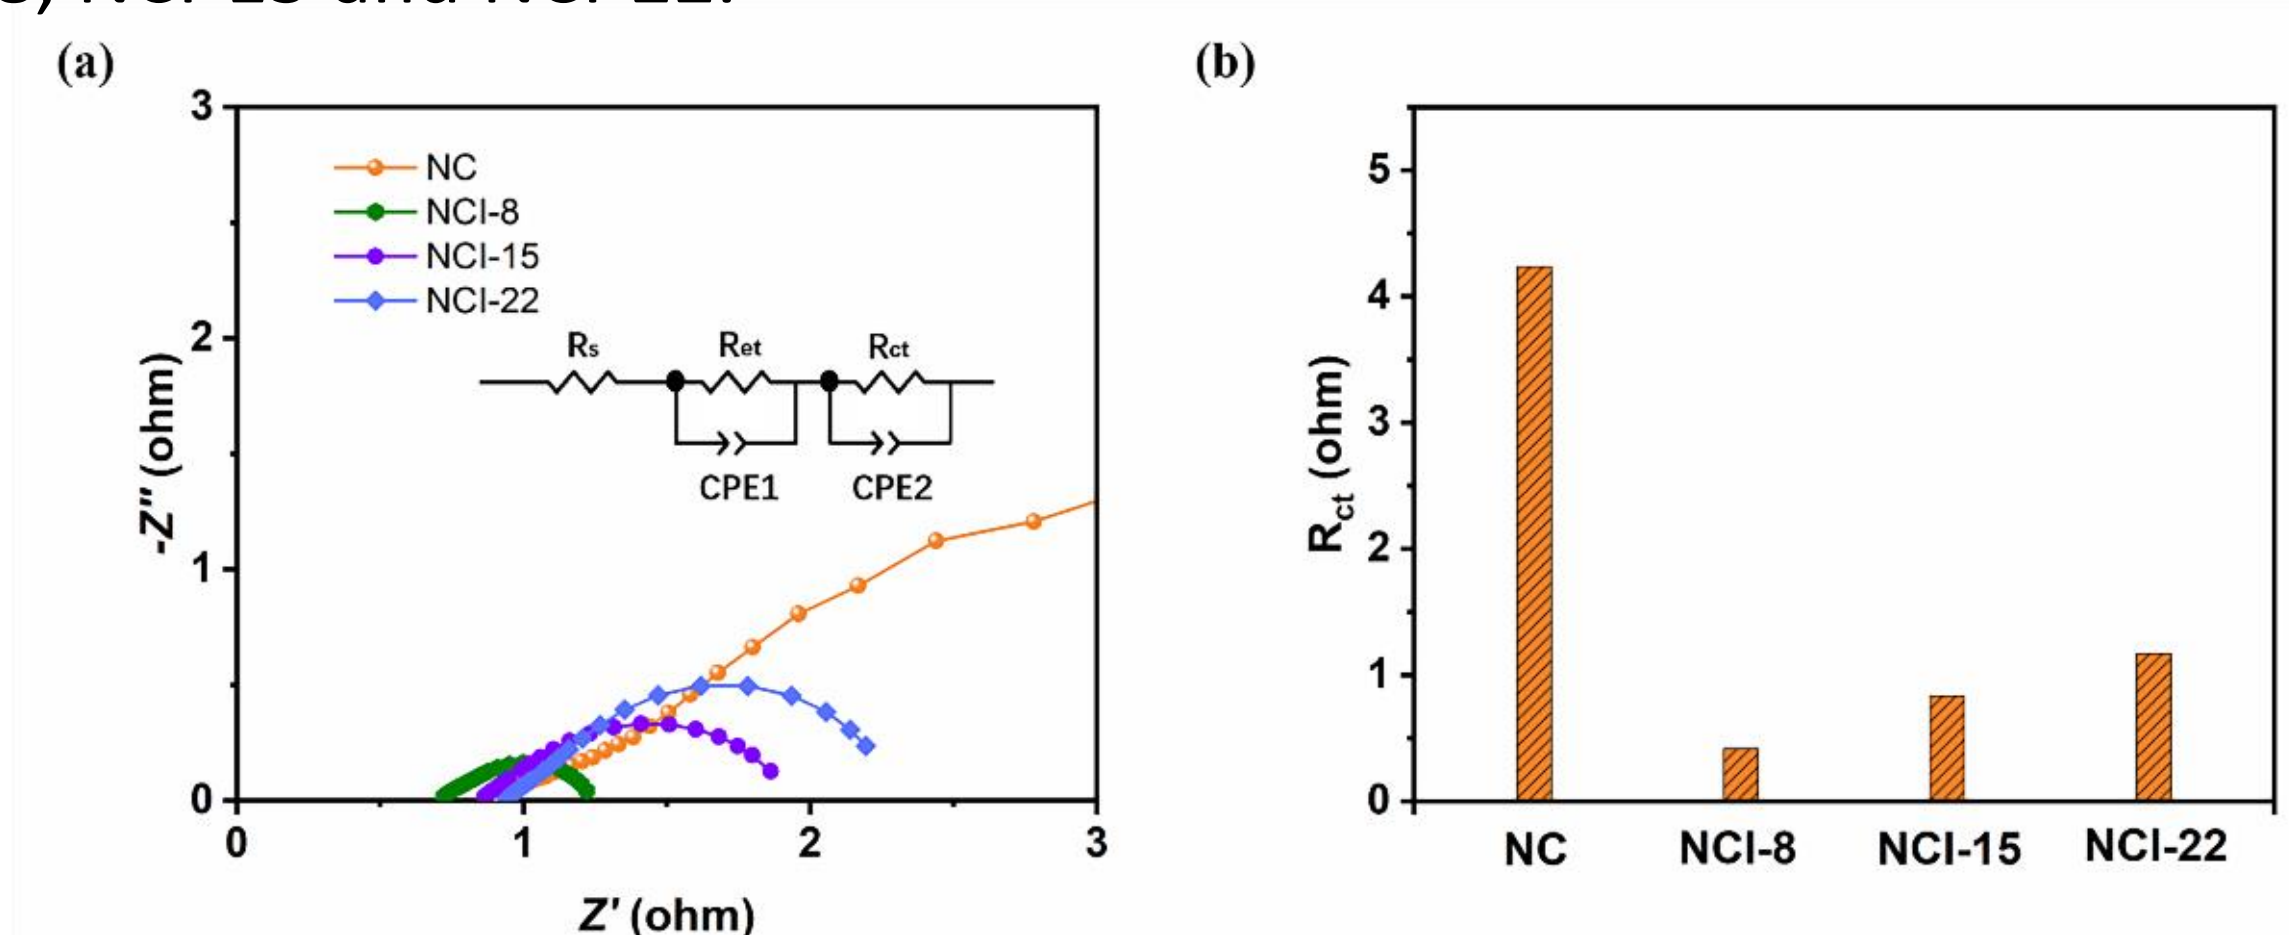 (a)
3
2
1
0
0 1 2 3
-Z″ (ohm)
Z′ (ohm)
NC
NCI-8
NCI-15
NCI-22
Rs Ret Rct
CPE1 CPE2
(b)
5
4
3
2
1
0
Rct (ohm)
NC NCI-8 NCI-15 NCI-22